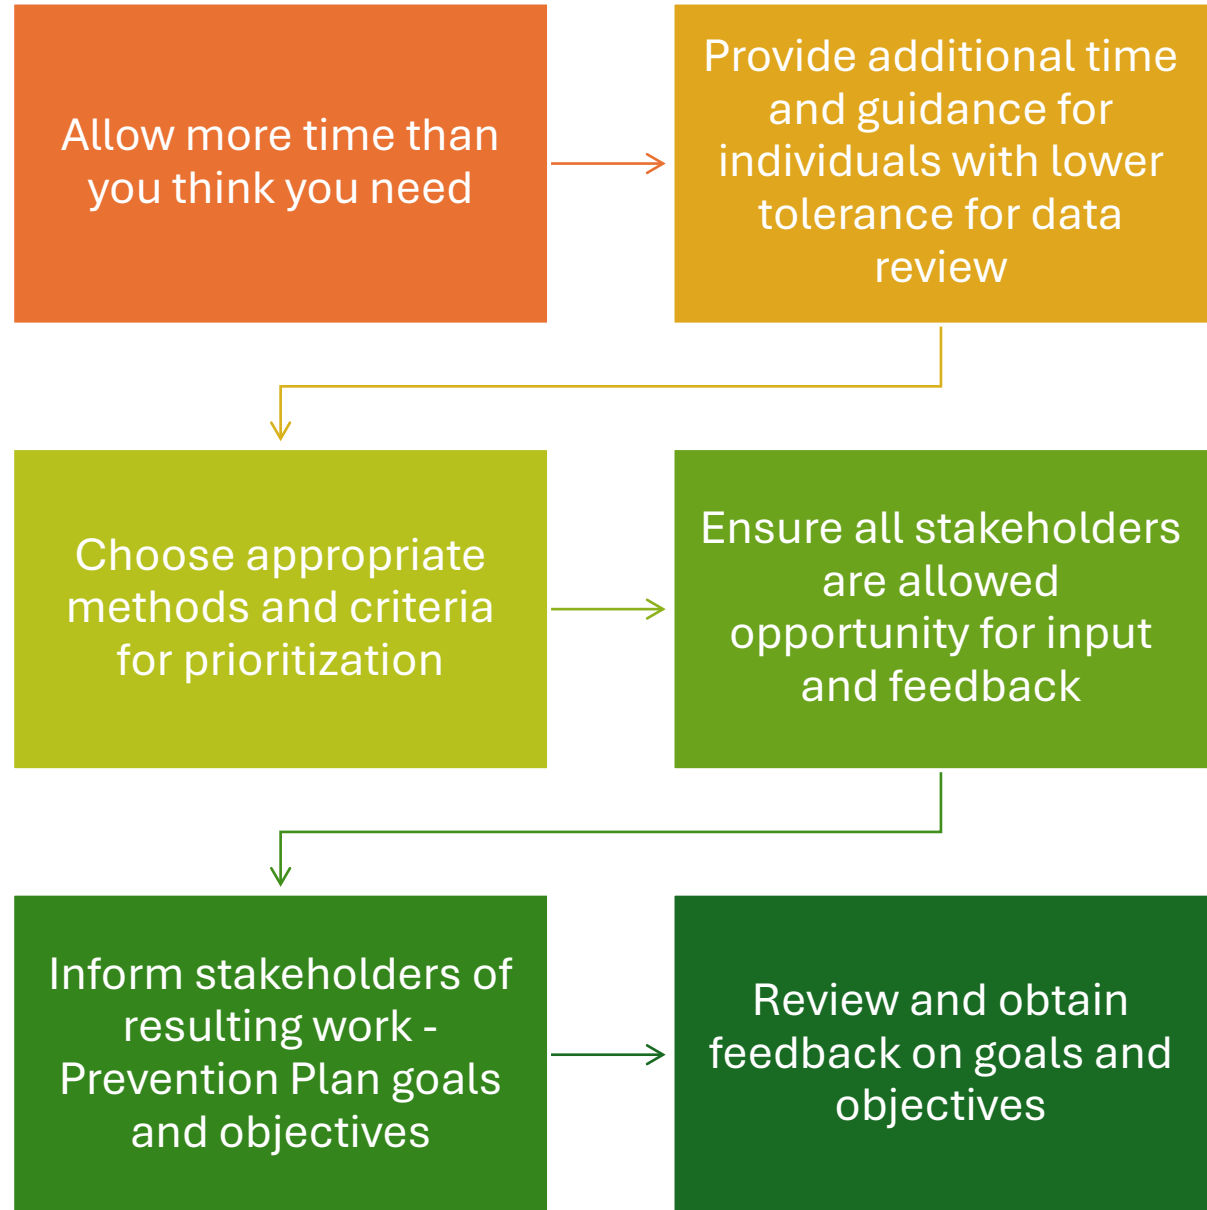 Allow more time than
you think you need
Provide additional time
and guidance for
individuals with lower
tolerance for data
review
Choose appropriate
methods and criteria
for prioritization
Ensure all stakeholders
are allowed
opportunity for input
and feedback
Inform stakeholders of
resulting work -
Prevention Plan goals
and objectives
Review and obtain
feedback on goals and
objectives